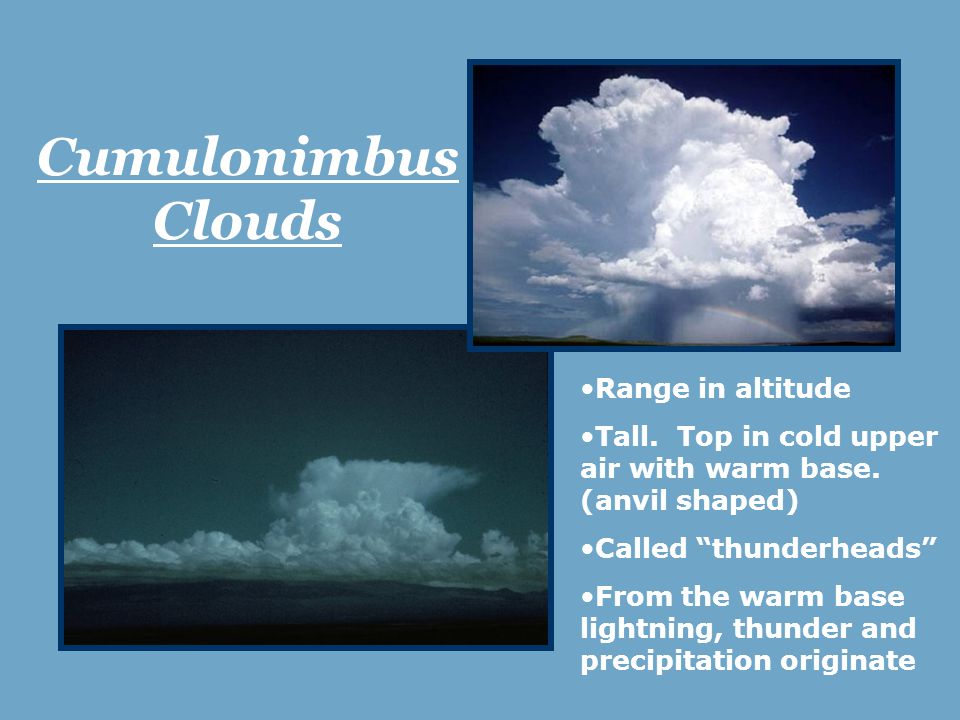 Cumulonimbus
Clouds
•Range in altitude
•Tall.  Top in cold upper
air with warm base.
(anvil shaped)
•Called “thunderheads”
•From the warm base
lightning, thunder and
precipitation originate